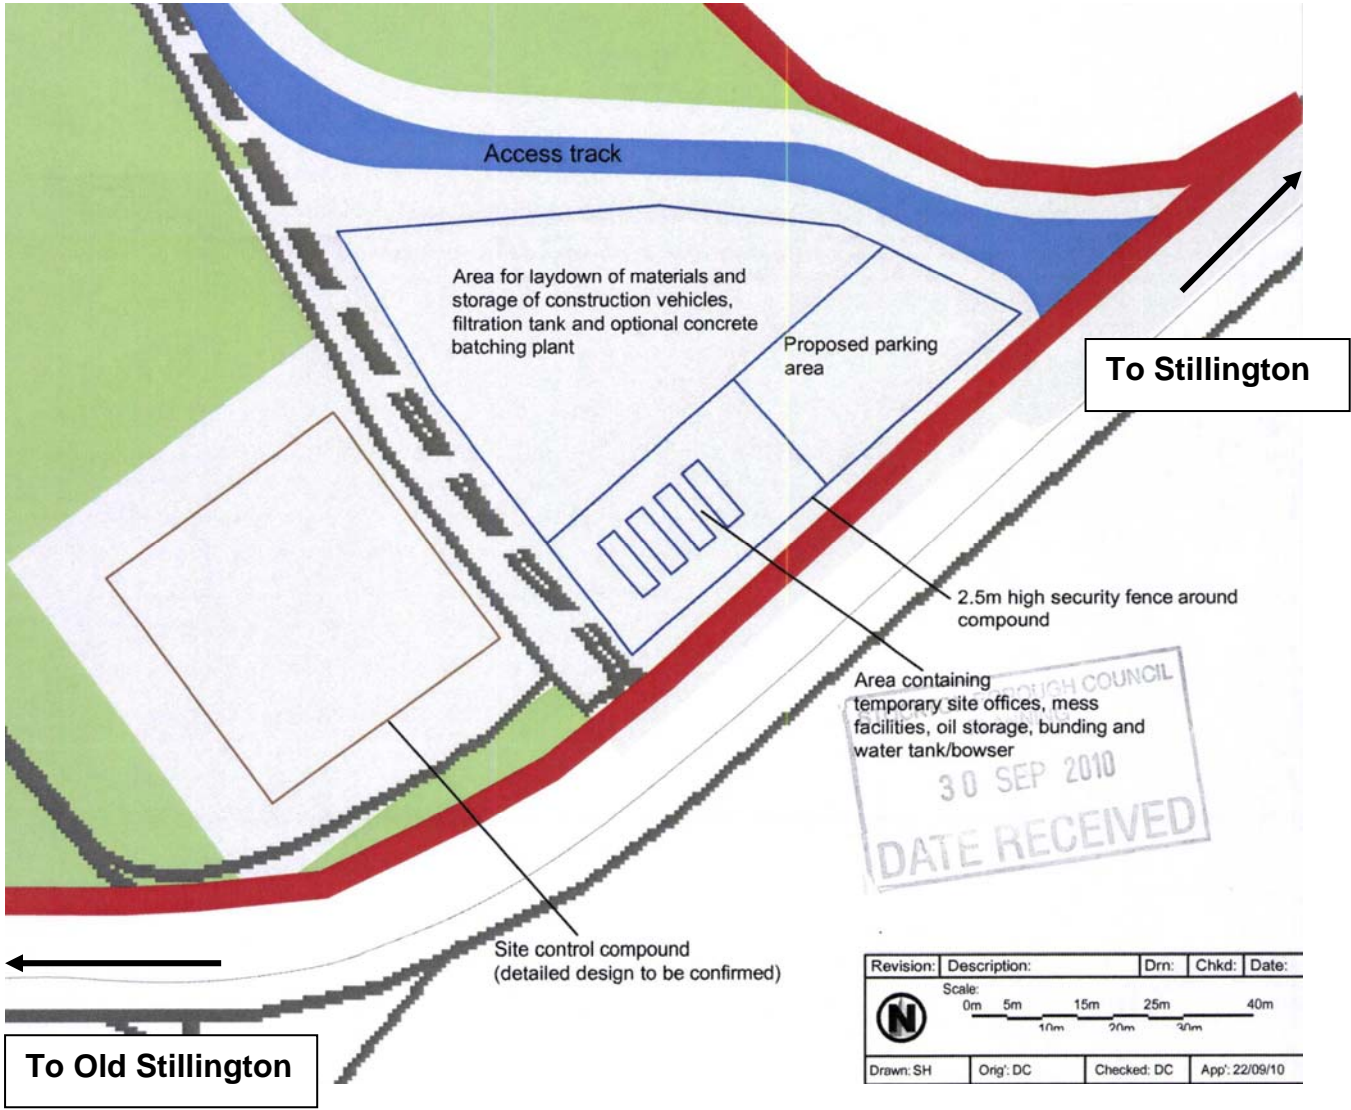 Access track
Area for laydown of materials and
storage of construction vehicles,
filtration tank and optional concrete
batching plant
Proposed parking
area
To Stillington
2.5m high security fence around
compound
Area containing
temporary site offices, mess
facilities, oil storage, bunding and
water tank/bowser
BOROUGH COUNCIL
30 SEP 2010
DATE RECEIVED
Site control compound
(detailed design to be confirmed)
To Old Stillington
Revision: Description: Drn: Chkd: Date:
N
Scale:
0m 5m 15m 25m 40m
10m 20m 30m
Drawn: SH Orig': DC Checked: DC App': 22/09/10